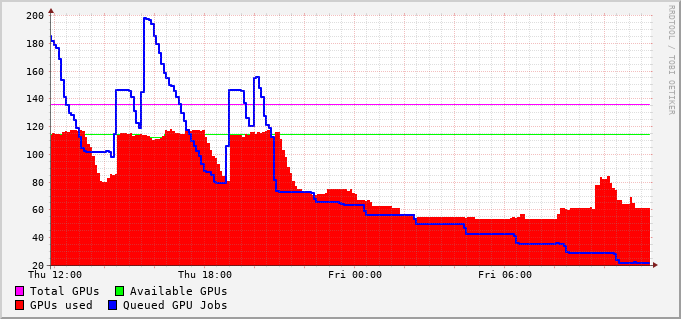 200
180
160
140
120
100
80
60
40
20
Thu 12:00 Thu 18:00 Fri 00:00 Fri 06:00
Total GPUs Available GPUs
GPUs used Queued GPU Jobs
RRDTOOL / TOBI OETIKER